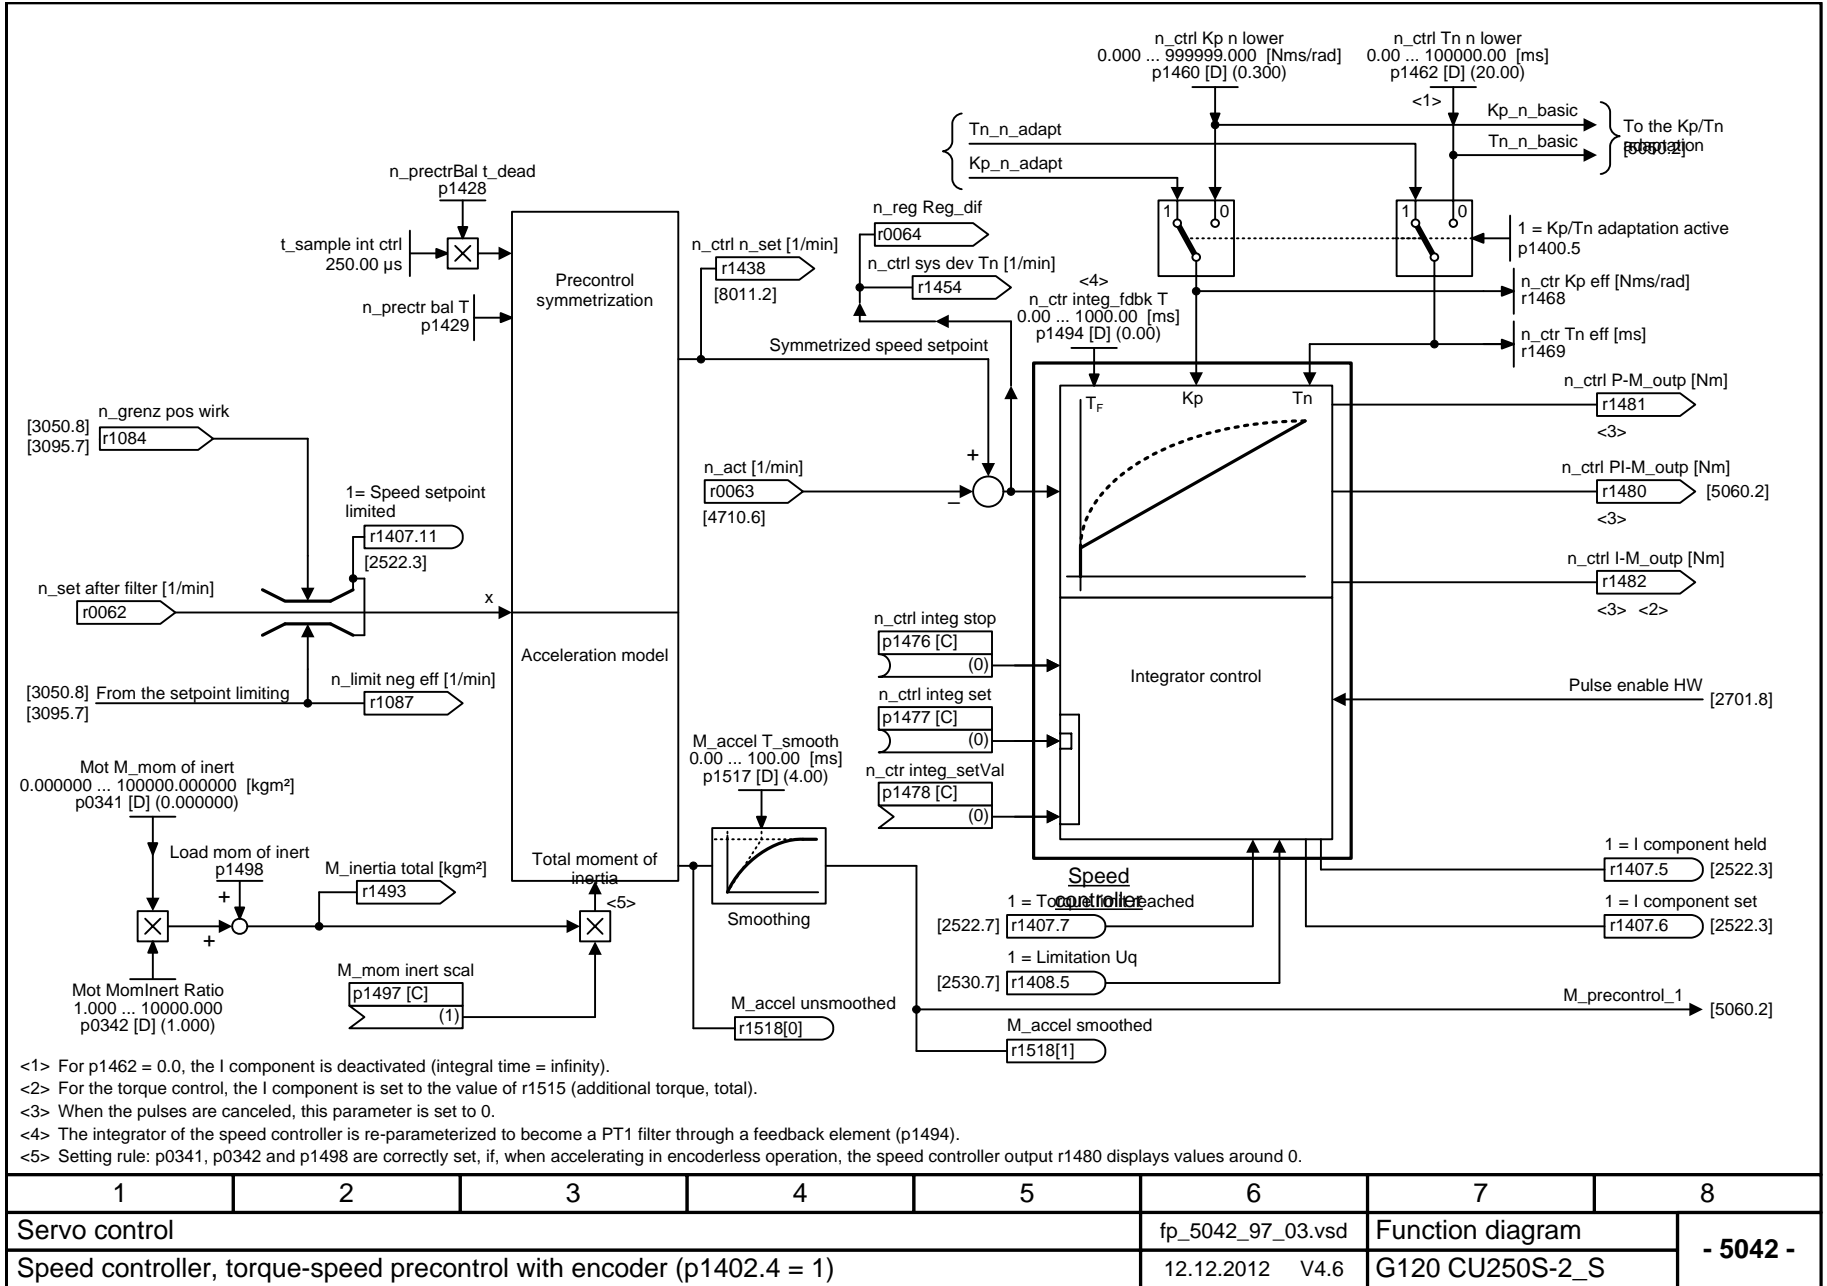 n_ctrl Kp n lower
0.000 ... 999999.000 [Nms/rad]
p1460 [D] (0.300)
n_ctrl Tn n lower
0.00 ... 100000.00 [ms]
p1462 [D] (20.00)
<1>
Kp_n_basic
Tn_n_basic
To the Kp/Tn
adaptation
[5050.2]
Tn_n_adapt
Kp_n_adapt
1
0
1
0
1 = Kp/Tn adaptation active
p1400.5
n_ctr Kp eff [Nms/rad]
r1468
n_ctr Tn eff [ms]
r1469
n_prectrBal t_dead
p1428
t_sample int ctrl
250.00 µs
n_prectr bal T
p1429
Precontrol
symmetrization
n_ctrl n_set [1/min]
r1438
[8011.2]
n_reg Reg_dif
r0064
n_ctrl sys dev Tn [1/min]
r1454
<4>
n_ctr integ_fdbk T
0.00 ... 1000.00 [ms]
p1494 [D] (0.00)
Symmetrized speed setpoint
TF
Kp
Tn
n_ctrl P-M_outp [Nm]
r1481
<3>
n_ctrl PI-M_outp [Nm]
r1480
[5060.2]
<3>
n_ctrl I-M_outp [Nm]
r1482
<3> <2>
n_grenz pos wirk
[3050.8]
[3095.7]
r1084
n_act [1/min]
r0063
[4710.6]
+
–
1= Speed setpoint
limited
r1407.11
[2522.3]
n_set after filter [1/min]
r0062
x
Acceleration model
[3050.8]
[3095.7]
From the setpoint limiting
n_limit neg eff [1/min]
r1087
n_ctrl integ stop
p1476 [C]
(0)
n_ctrl integ set
p1477 [C]
(0)
n_ctr integ_setVal
p1478 [C]
(0)
Integrator control
Pulse enable HW
[2701.8]
Mot M_mom of inert
0.000000 ... 100000.000000 [kgm²]
p0341 [D] (0.000000)
Load mom of inert
p1498
+
+
M_inertia total [kgm²]
r1493
Total moment of
inertia
<5>
M_accel T_smooth
0.00 ... 100.00 [ms]
p1517 [D] (4.00)
Smoothing
Speed
controller
1 = Torque limit reached
[2522.7]
r1407.7
1 = Limitation Uq
[2530.7]
r1408.5
1 = I component held
r1407.5
[2522.3]
1 = I component set
r1407.6
[2522.3]
Mot MomInert Ratio
1.000 ... 10000.000
p0342 [D] (1.000)
M_mom inert scal
p1497 [C]
(1)
M_accel unsmoothed
r1518[0]
M_accel smoothed
r1518[1]
M_precontrol_1
[5060.2]
<1> For p1462 = 0.0, the I component is deactivated (integral time = infinity).
<2> For the torque control, the I component is set to the value of r1515 (additional torque, total).
<3> When the pulses are canceled, this parameter is set to 0.
<4> The integrator of the speed controller is re-parameterized to become a PT1 filter through a feedback element (p1494).
<5> Setting rule: p0341, p0342 and p1498 are correctly set, if, when accelerating in encoderless operation, the speed controller output r1480 displays values around 0.
1 2 3 4 5 6 7 8
Servo control
fp_5042_97_03.vsd
Function diagram
- 5042 -
Speed controller, torque-speed precontrol with encoder (p1402.4 = 1)
12.12.2012 V4.6
G120 CU250S-2_S